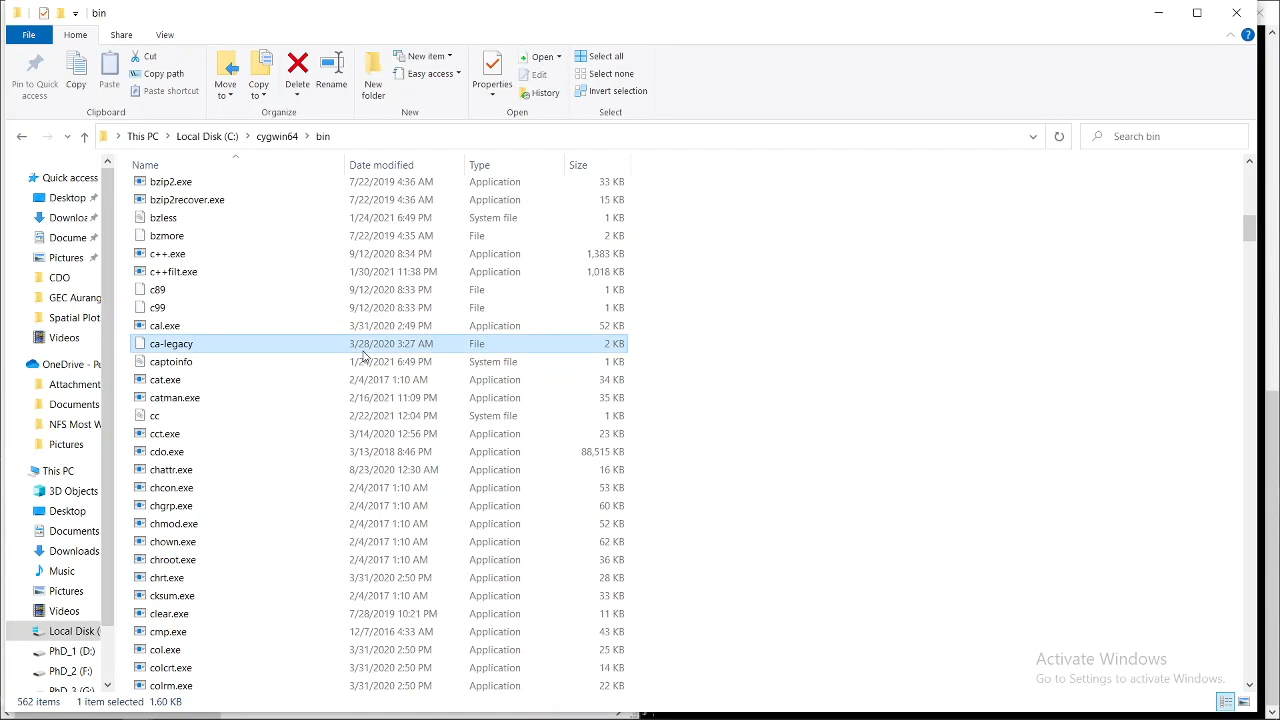 bin
File Home Share View
Pin to Quick access
Copy
Paste
Cut
Copy path
Paste shortcut
Move to
Copy to
Delete
Rename
New folder
New item
Easy access
Properties
Open
Edit
History
Select all
Select none
Invert selection
Clipboard Organize New Open Select
This PC Local Disk (C:) cygwin64 bin
Search bin
Quick access
Desktop
Downloa
Docume
Pictures
CDO
GEC Aurang
Spatial Plot
Videos
OneDrive - Pe
Attachment
Documents
NFS Most W
Pictures
This PC
3D Objects
Desktop
Documents
Downloads
Music
Pictures
Videos
Local Disk (
PhD_1 (D:)
PhD_2 (F:)
PhD_3 (G:)
Name Date modified Type Size
bzip2.exe 7/22/2019 4:36 AM Application 33 KB
bzip2recover.exe 7/22/2019 4:36 AM Application 15 KB
bzless 1/24/2021 6:49 PM System file 1 KB
bzmore 7/22/2019 4:35 AM File 2 KB
c++.exe 9/12/2020 8:34 PM Application 1,383 KB
c++filt.exe 1/30/2021 11:38 PM Application 1,018 KB
c89 9/12/2020 8:33 PM File 1 KB
c99 9/12/2020 8:33 PM File 1 KB
cal.exe 3/31/2020 2:49 PM Application 52 KB
ca-legacy 3/28/2020 3:27 AM File 2 KB
captoinfo 1/24/2021 6:49 PM System file 1 KB
cat.exe 2/4/2017 1:10 AM Application 34 KB
catman.exe 2/16/2021 11:09 PM Application 35 KB
cc 2/22/2021 12:04 PM System file 1 KB
cct.exe 3/14/2020 12:56 PM Application 23 KB
cdo.exe 3/13/2018 8:46 PM Application 88,515 KB
chattr.exe 8/23/2020 12:30 AM Application 16 KB
chcon.exe 2/4/2017 1:10 AM Application 53 KB
chgrp.exe 2/4/2017 1:10 AM Application 60 KB
chmod.exe 2/4/2017 1:10 AM Application 52 KB
chown.exe 2/4/2017 1:10 AM Application 62 KB
chroot.exe 2/4/2017 1:10 AM Application 36 KB
chrt.exe 3/31/2020 2:50 PM Application 28 KB
cksum.exe 2/4/2017 1:10 AM Application 33 KB
clear.exe 7/28/2019 10:21 PM Application 11 KB
cmp.exe 12/7/2016 4:33 AM Application 43 KB
col.exe 3/31/2020 2:50 PM Application 25 KB
colcrt.exe 3/31/2020 2:50 PM Application 14 KB
colrm.exe 3/31/2020 2:50 PM Application 22 KB
Activate Windows
Go to Settings to activate Windows.
562 items 1 item selected 1.60 KB